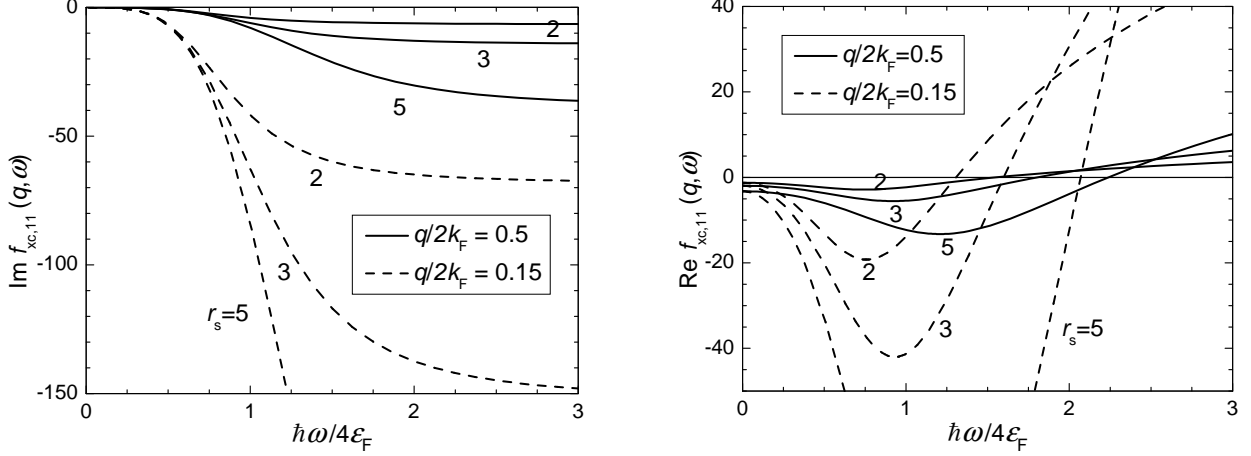 0
-50
-100
-150
Im f_xc,11 (q,ω)
2
3
5
2
q/2k_F = 0.5
q/2k_F = 0.15
3
r_s=5
0
1
2
3
ħω/4ε_F
40
20
0
-20
-40
Re f_xc,11 (q,ω)
q/2k_F=0.5
q/2k_F=0.15
2
3
5
2
3
r_s=5
0
1
2
3
ħω/4ε_F